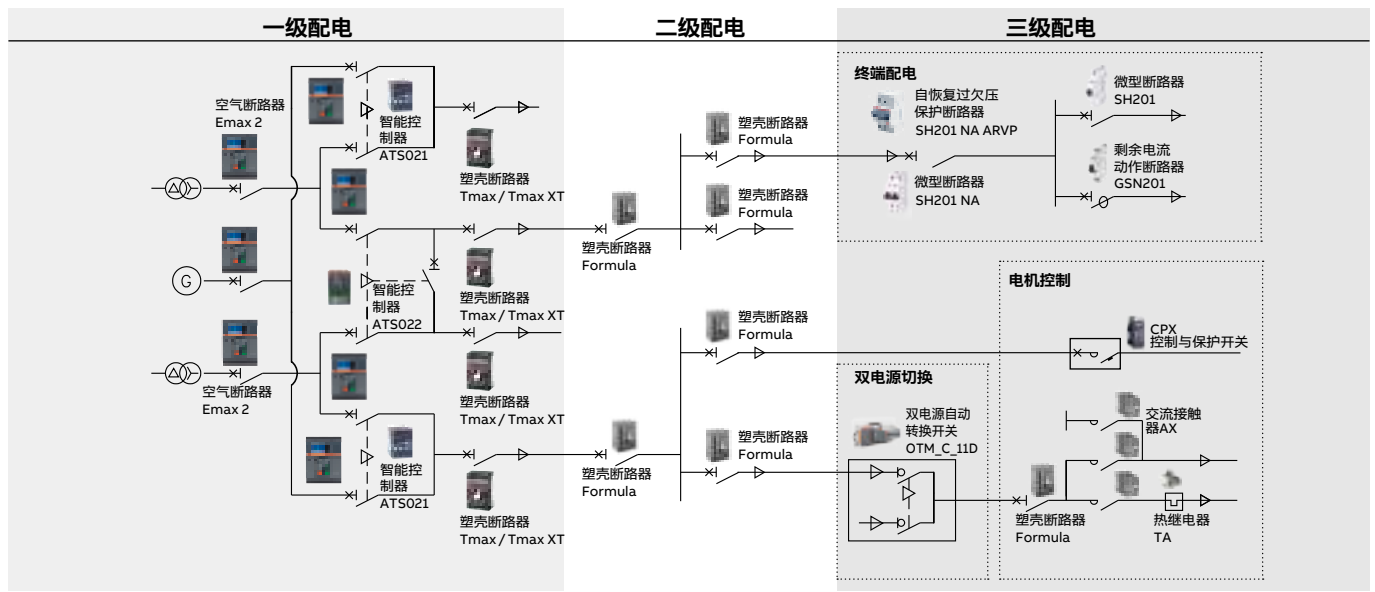 一级配电
二级配电
三级配电
空气断路器
Emax 2
智能控
制器
ATS021
塑壳断路器
Tmax / Tmax XT
G
智能控
制器
ATS022
塑壳断路器
Tmax / Tmax XT
空气断路器
Emax 2
塑壳断路器
Tmax / Tmax XT
智能控
制器
ATS021
塑壳断路器
Tmax / Tmax XT
塑壳断路器
Formula
塑壳断路器
Formula
塑壳断路器
Formula
塑壳断路器
Formula
塑壳断路器
Formula
塑壳断路器
Formula
终端配电
自恢复过欠压
保护断路器
SH201 NA ARVP
微型断路器
SH201 NA
微型断路器
SH201
剩余电流
动作断路器
GSN201
电机控制
CPX
控制与保护开关
双电源切换
双电源自动
转换开关
OTM_C_11D
交流接触
器AX
塑壳断路器
Formula
热继电器
TA